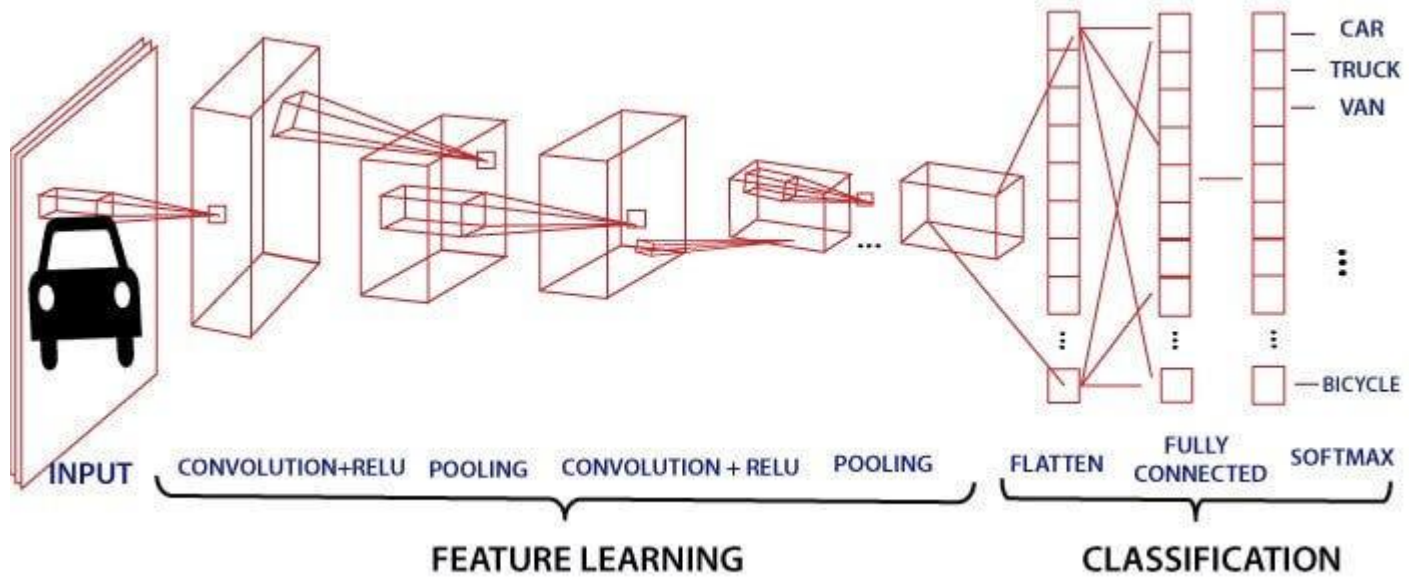 CAR
TRUCK
VAN
BICYCLE
INPUT
CONVOLUTION+RELU
POOLING
CONVOLUTION + RELU
POOLING
FLATTEN
FULLY
CONNECTED
SOFTMAX
FEATURE LEARNING
CLASSIFICATION